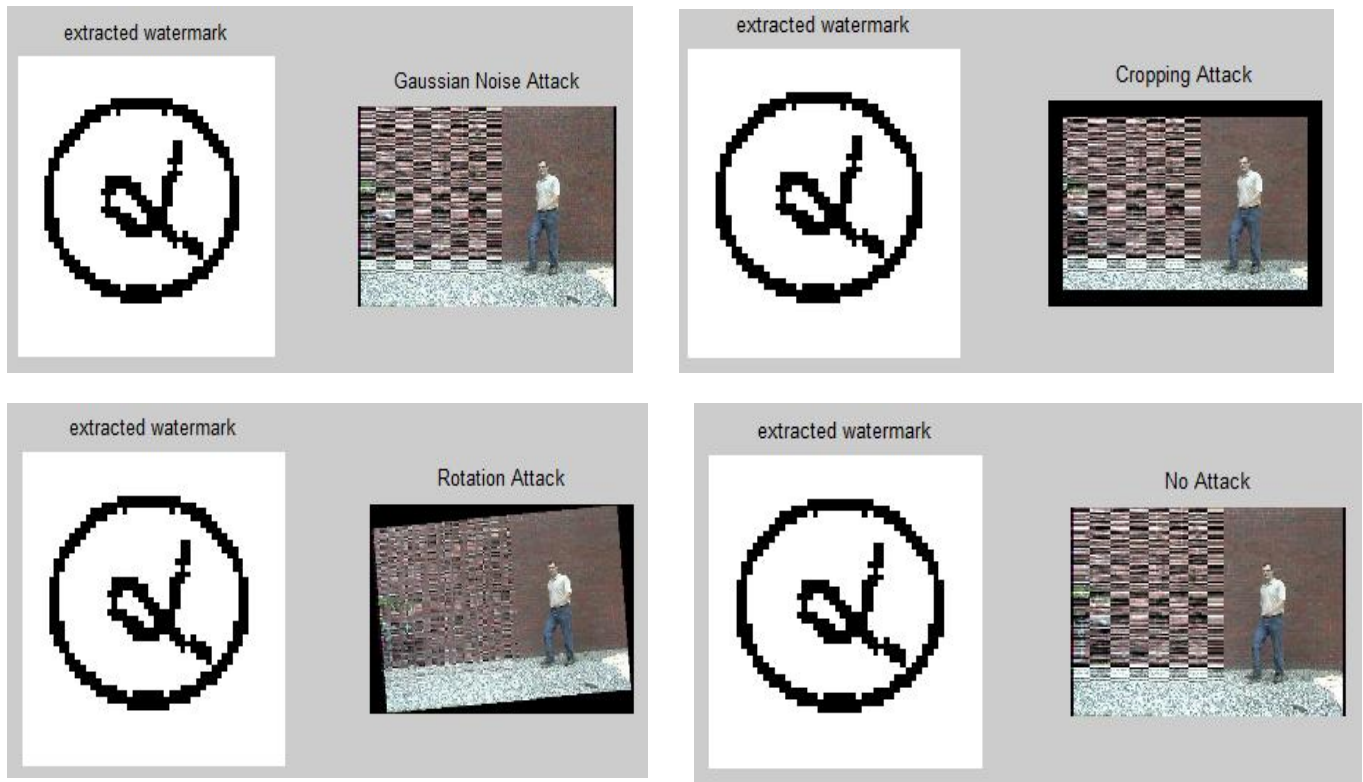 extracted watermark
Gaussian Noise Attack
extracted watermark
Cropping Attack
extracted watermark
Rotation Attack
extracted watermark
No Attack